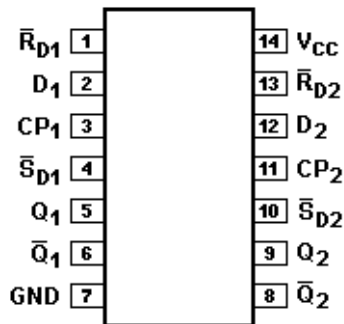 R̅D1 1 14 VCC
D1 2 13 R̅D2
CP1 3 12 D2
S̅D1 4 11 CP2
Q1 5 10 S̅D2
Q̅1 6 9 Q2
GND 7 8 Q̅2